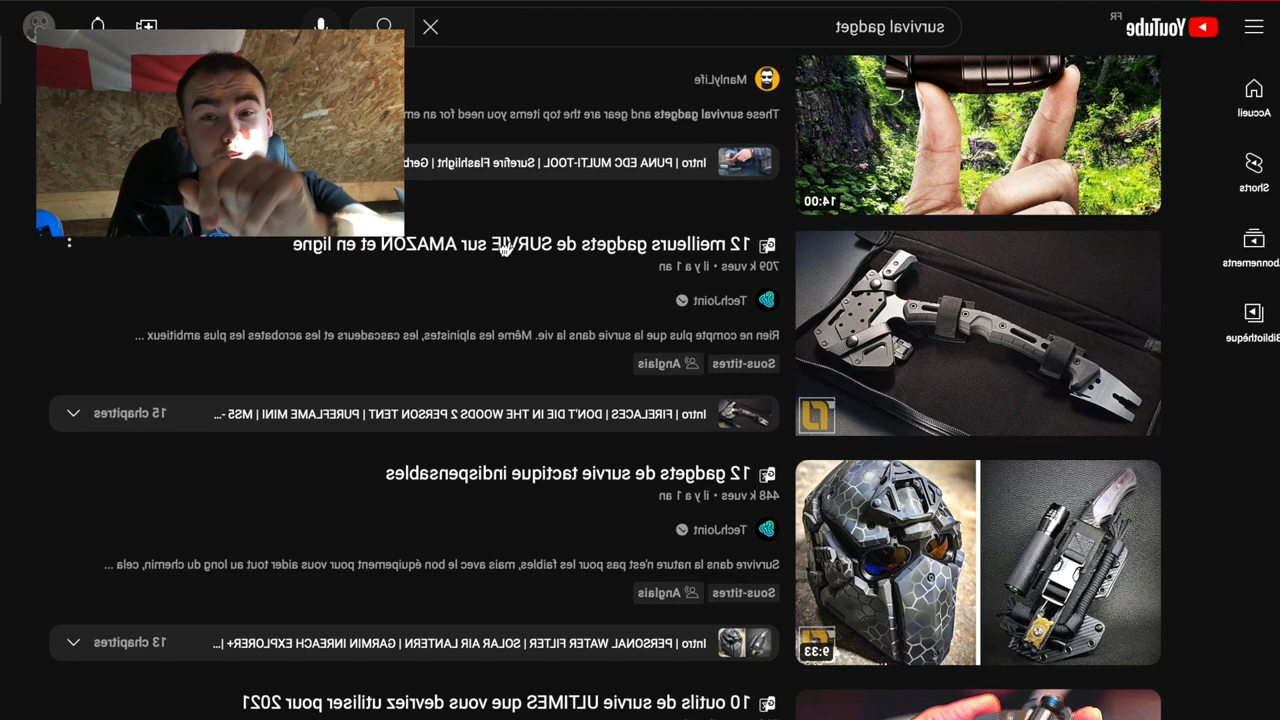 YouTube FR
survival gadget
Accueil
Shorts
Abonnements
Bibliothèque
14:00
ManlyLife
These survival gadgets and gear are the top items you need for an em
Intro | PUNA EDC MULTI-TOOL | Surefire Flashlight | Gerb
12 meilleurs gadgets de SURVIE sur AMAZON et en ligne
709 k vues • il y a 1 an
TechJoint
Rien ne compte plus que la survie dans la vie. Même les alpinistes, les cascadeurs et les acrobates les plus ambitieux ...
Sous-titres
Anglais
Intro | FIRELACES | DON'T DIE IN THE WOODS 2 PERSON TENT | PUREFLAME MINI | MS5 -...
15 chapitres
12 gadgets de survie tactique indispensables
448 k vues • il y a 1 an
TechJoint
Survivre dans la nature n'est pas pour les faibles, mais avec le bon équipement pour vous aider tout au long du chemin, cela ...
Sous-titres
Anglais
9:33
Intro | PERSONAL WATER FILTER | SOLAR AIR LANTERN | GARMIN INREACH EXPLORER+ |...
13 chapitres
10 outils de survie ULTIMES que vous devriez utiliser pour 2021